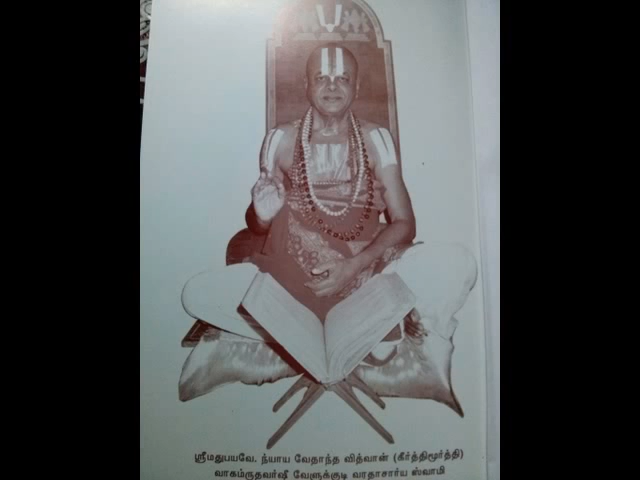 ஸ்ரீமதுபயவே. ந்யாய வேதாந்த வித்வான் (கீர்த்திமூர்த்தி)
வாகம்ருதவர்ஷீ வேளுக்குடி வரதாசார்ய ஸ்வாமி